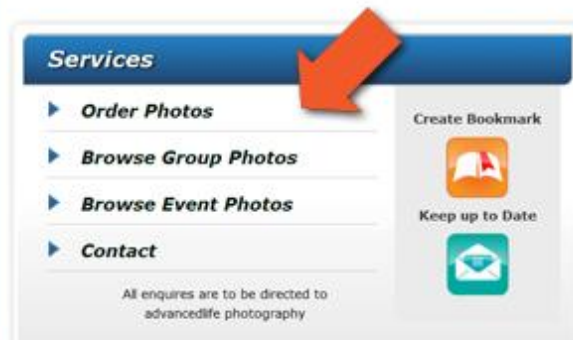 Services
Order Photos
Create Bookmark
Browse Group Photos
Browse Event Photos
Keep up to Date
Contact
All enquires are to be directed to
advancedlife photography